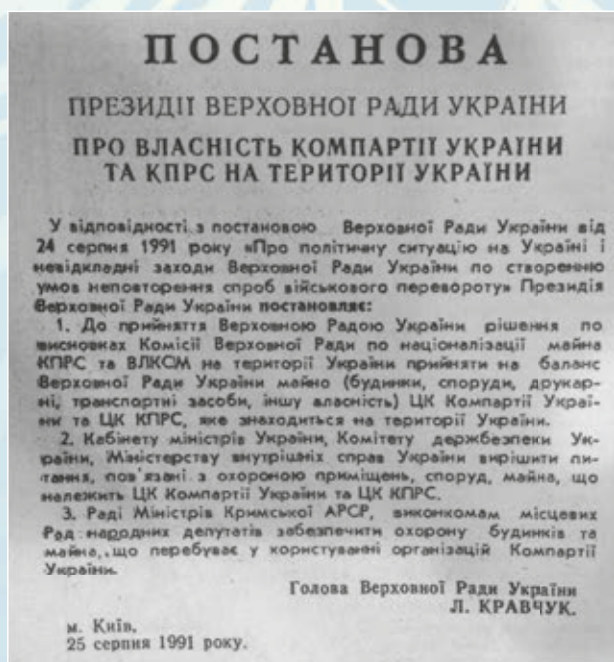 ПОСТАНОВА
ПРЕЗИДІЇ ВЕРХОВНОЇ РАДИ УКРАЇНИ
ПРО ВЛАСНІСТЬ КОМПАРТІЇ УКРАЇНИ
ТА КПРС НА ТЕРИТОРІЇ УКРАЇНИ
У відповідності з постановою Верховної Ради України від
24 серпня 1991 року «Про політичну ситуацію на Україні і
невідкладні заходи Верховної Ради України по створенню
умов неповторення спроб військового перевороту» Президія
Верховної Ради України постановляє:
1. До прийняття Верховною Радою України рішення по
висновках Комісії Верховної Ради по націоналізації майна
КПРС та ВЛКСМ на території України прийняти на баланс
Верховної Ради України майно (будинки, споруди, друкар-
ні, транспортні засоби, іншу власність) ЦК Компартії Украї-
ни та ЦК КПРС, яке знаходиться на території України.
2. Кабінету міністрів України, Комітету держбезпеки Ук-
раїни, Міністерству внутрішніх справ України вирішити пи-
тання, пов'язані з охороною приміщень, споруд, майна, що
належить ЦК Компартії України та ЦК КПРС.
3. Раді Міністрів Кримської АРСР, виконкомам місцевих
Рад народних депутатів забезпечити охорону будинків та
майна, що перебуває у користуванні організацій Компартії
України.
Голова Верховної Ради України
Л. КРАВЧУК.
м. Київ,
25 серпня 1991 року.